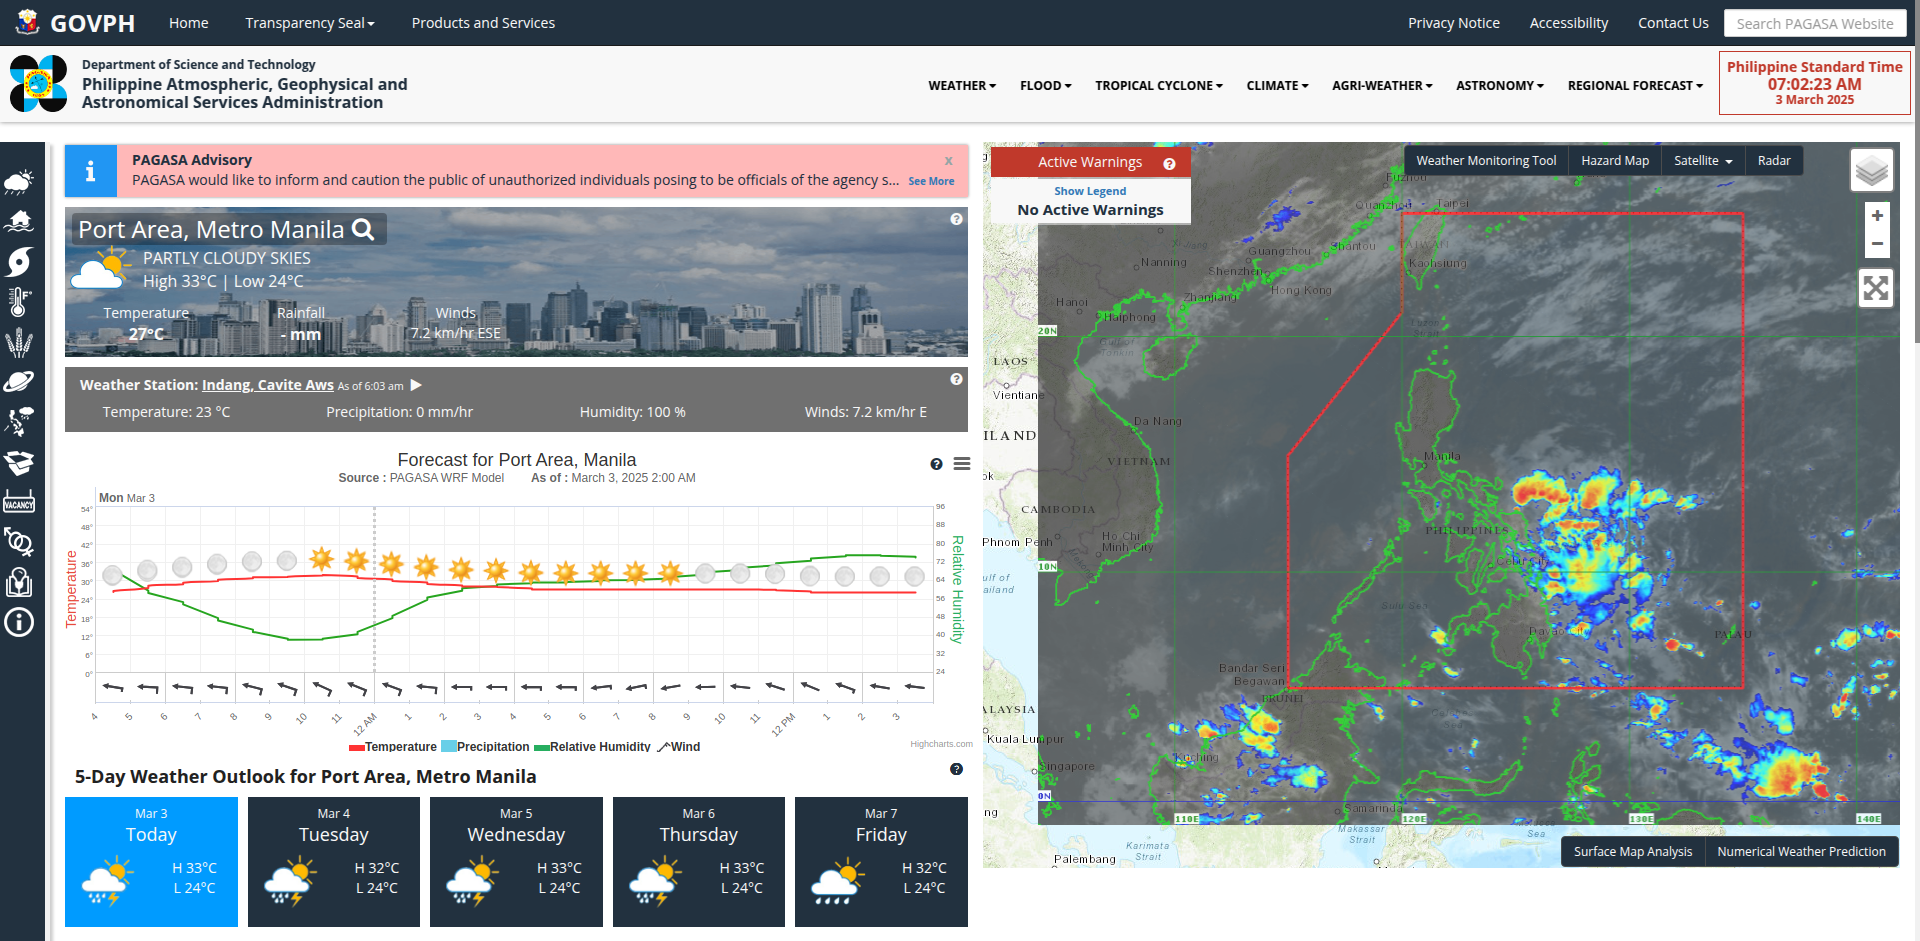 GOVPH
Home
Transparency Seal
Products and Services
Privacy Notice
Accessibility
Contact Us
Search PAGASA Website
Department of Science and Technology
Philippine Atmospheric, Geophysical and
Astronomical Services Administration
WEATHER
FLOOD
TROPICAL CYCLONE
CLIMATE
AGRI-WEATHER
ASTRONOMY
REGIONAL FORECAST
Philippine Standard Time
07:02:23 AM
3 March 2025
VACANCY
PAGASA Advisory
x
PAGASA would like to inform and caution the public of unauthorized individuals posing to be officials of the agency s...
See More
Port Area, Metro Manila
PARTLY CLOUDY SKIES
High 33°C | Low 24°C
Temperature
27°C
Rainfall
- mm
Winds
7.2 km/hr ESE
Weather Station: Indang, Cavite Aws As of 6:03 am
Temperature: 23 °C
Precipitation: 0 mm/hr
Humidity: 100 %
Winds: 7.2 km/hr E
Forecast for Port Area, Manila
Source : PAGASA WRF Model As of : March 3, 2025 2:00 AM
Mon Mar 3
54°
48°
42°
36°
30°
24°
18°
12°
6°
0°
Temperature
96
88
80
72
64
56
48
40
32
24
Relative Humidity
4 5 6 7 8 9 10 11 12 AM 1 2 3 4 5 6 7 8 9 10 11 12 PM 1 2 3
Temperature Precipitation Relative Humidity Wind
Highcharts.com
5-Day Weather Outlook for Port Area, Metro Manila
Mar 3
Today
H 33°C
L 24°C
Mar 4
Tuesday
H 32°C
L 24°C
Mar 5
Wednesday
H 33°C
L 24°C
Mar 6
Thursday
H 33°C
L 24°C
Mar 7
Friday
H 32°C
L 24°C
Active Warnings
Show Legend
No Active Warnings
Weather Monitoring Tool
Hazard Map
Satellite
Radar
+
−
Fuzhou
Quanzhou
Taipei
Guangzhou
Shantou
TAIWAN
Kaohsiung
Nanning
Shenzhen
Hong Kong
Zhanjiang
Hanoi
Haiphong
20N
Gulf of
Tonkin
Luzon
Strait
LAOS
Vientiane
Da Nang
ILAND
VIETNAM
Manila
ok
CAMBODIA
PHILIPPINES
Phnom Penh
Ho Chi
Minh City
Cebu City
10N
ulf of
ailand
Sulu Sea
Davao City
PALAU
Bandar Seri
Begawan
BRUNEI
ALAYSIA
Kuala Lumpur
Kuching
Singapore
0N
ng
Samarinda
110E
120E
130E
140E
Makassar
Strait
Sea
Karimata
Strait
Palembang
Surface Map Analysis
Numerical Weather Prediction